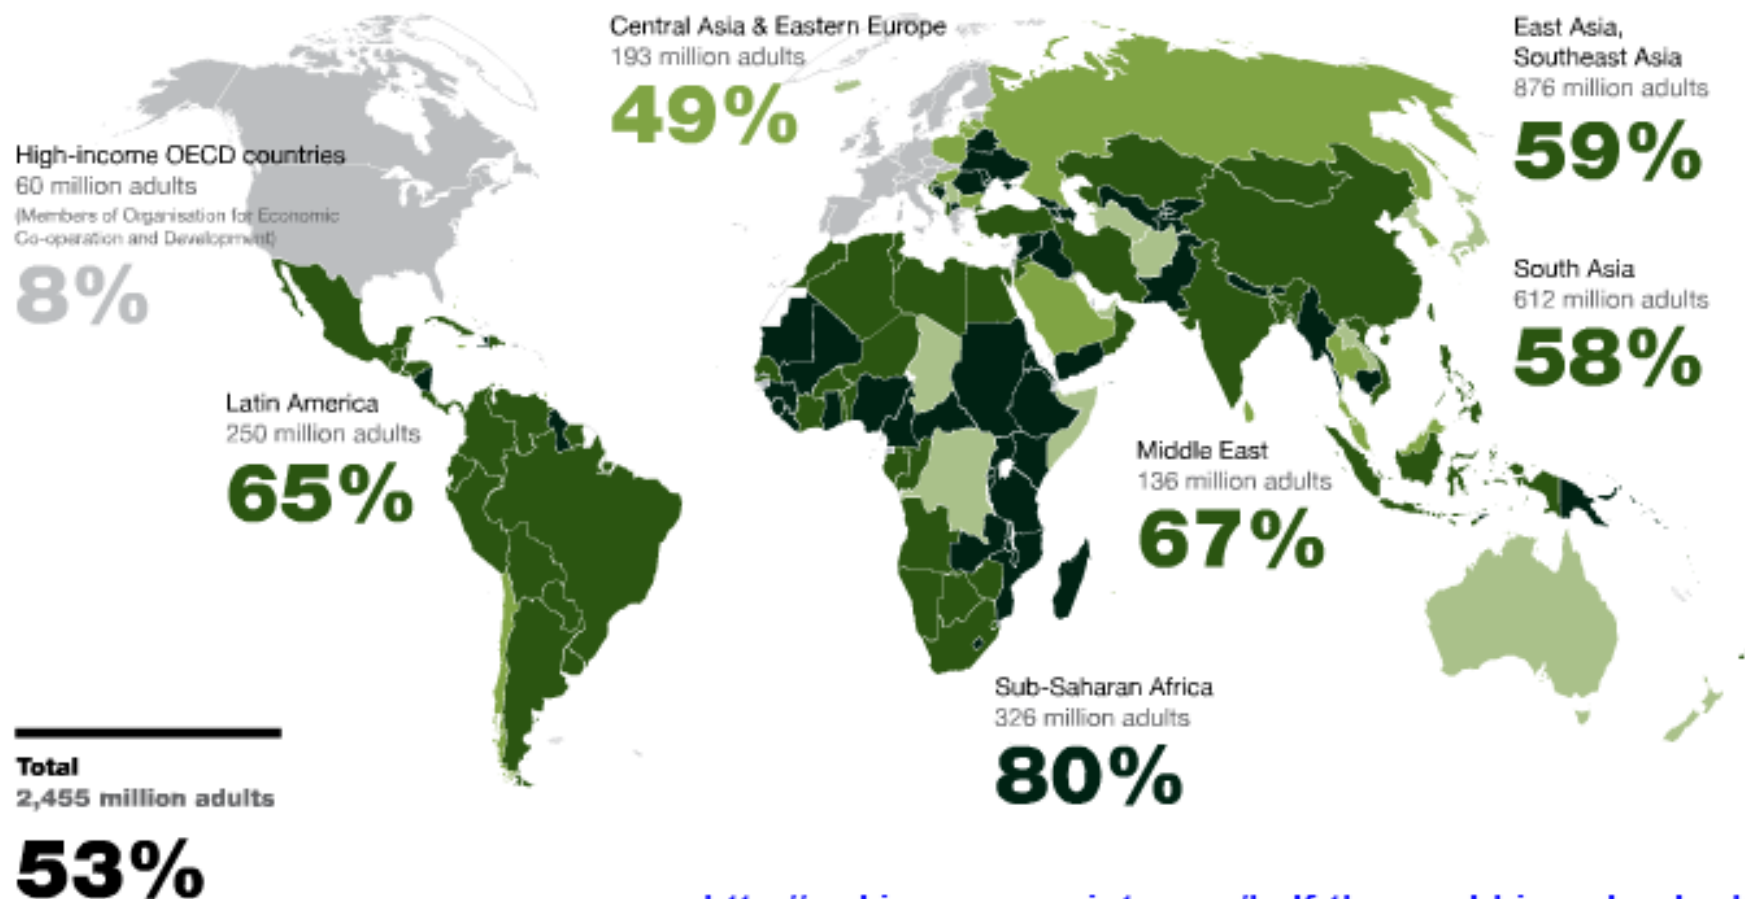 Central Asia & Eastern Europe
193 million adults
49%
East Asia,
Southeast Asia
876 million adults
59%
High-income OECD countries
60 million adults
(Members of Organisation for Economic
Co-operation and Development)
8%
South Asia
612 million adults
58%
Latin America
250 million adults
65%
Middle East
136 million adults
67%
Sub-Saharan Africa
326 million adults
80%
Total
2,455 million adults
53%